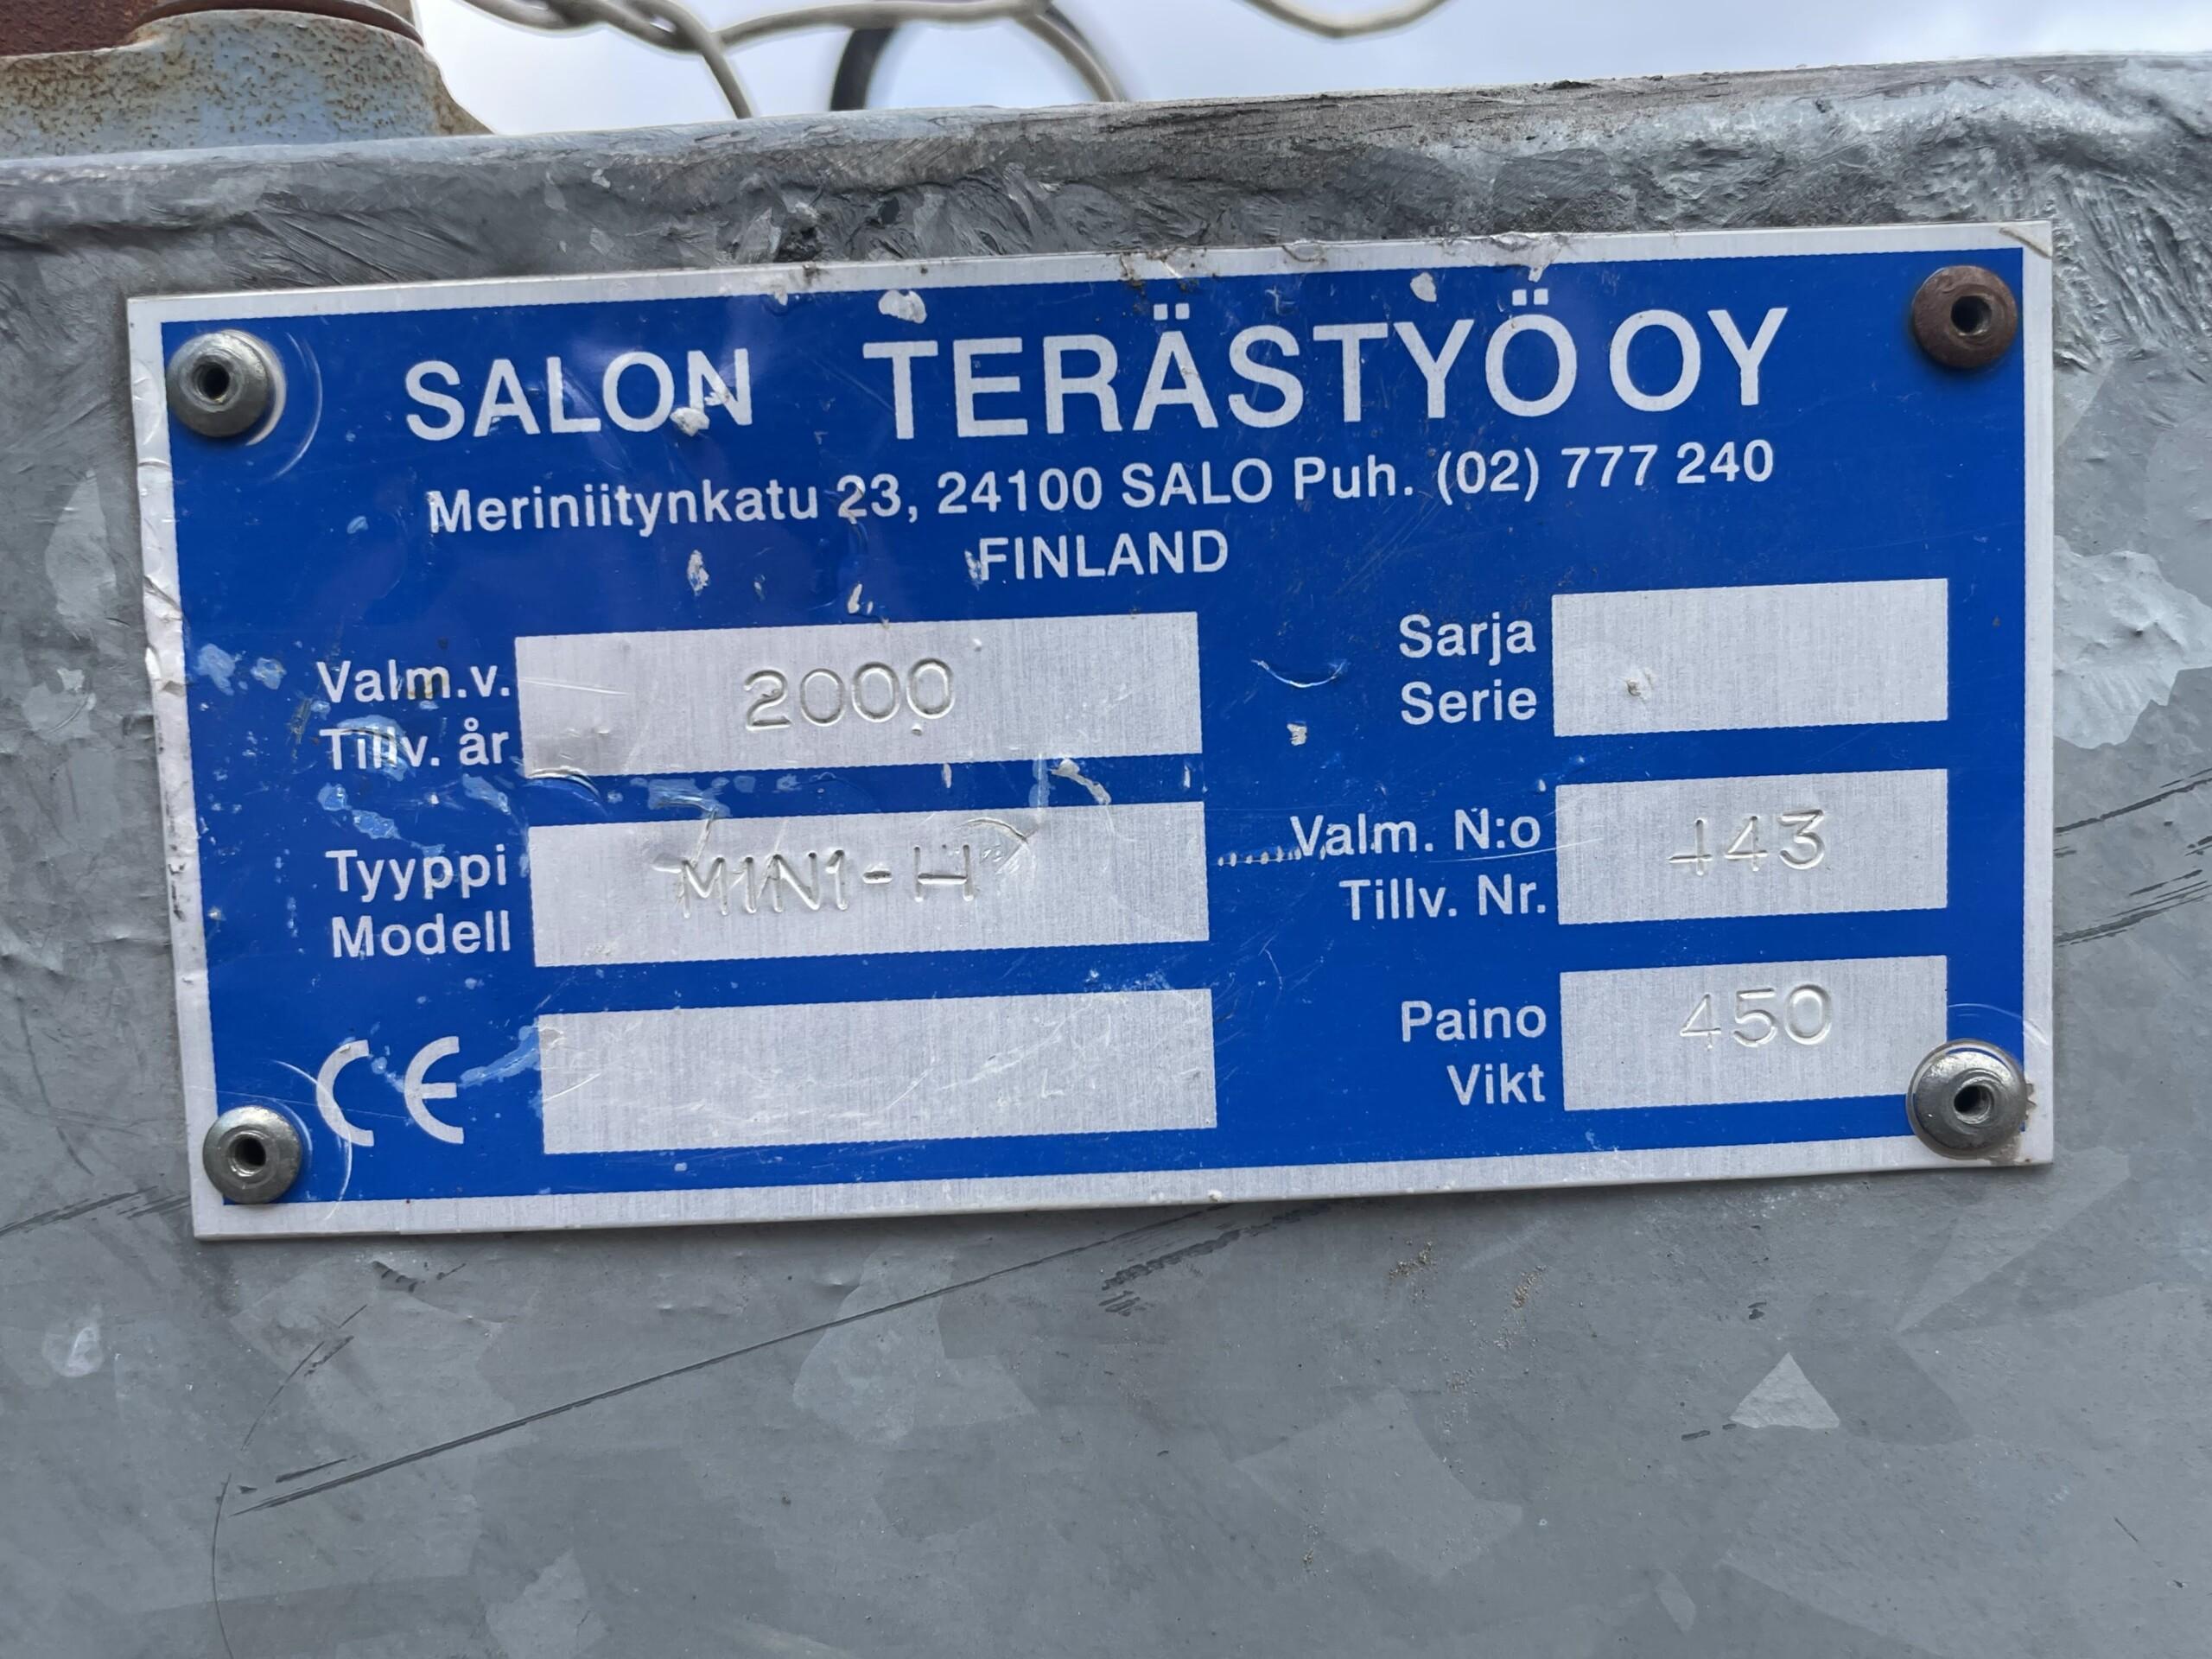 SALON TERÄSTYÖ OY
Meriniitynkatu 23, 24100 SALO Puh. (02) 777 240
FINLAND
Valm.v.
Tillv. år
2000
Sarja
Serie
Tyyppi
Modell
MINI-H
Valm. N:o
Tillv. Nr.
CE
Paino
Vikt
450